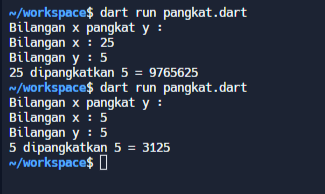 ~/workspace$ dart run pangkat.dart
Bilangan x pangkat y :
Bilangan x : 25
Bilangan y : 5
25 dipangkatkan 5 = 9765625
~/workspace$ dart run pangkat.dart
Bilangan x pangkat y :
Bilangan x : 5
Bilangan y : 5
5 dipangkatkan 5 = 3125
~/workspace$